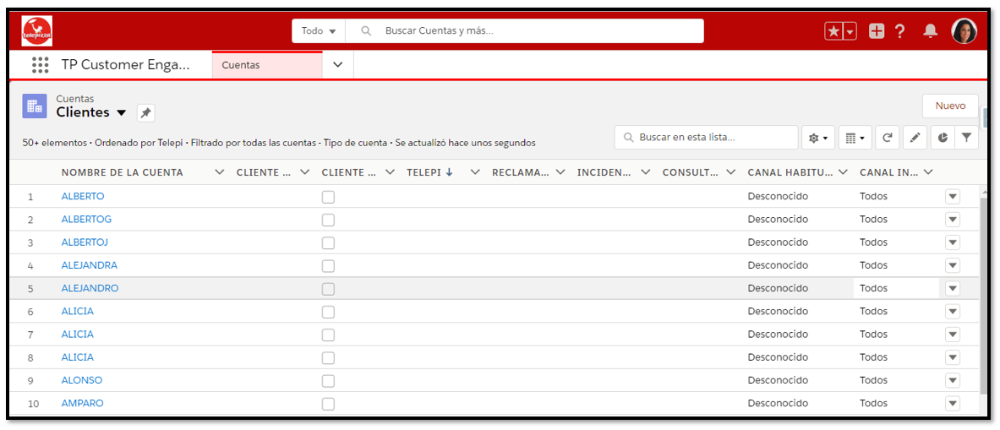 telepizza
Todo Buscar Cuentas y más...
TP Customer Enga... Cuentas
Cuentas
Clientes
Nuevo
50+ elementos • Ordenado por Telepi • Filtrado por todas las cuentas - Tipo de cuenta • Se actualizó hace unos segundos
Buscar en esta lista...
NOMBRE DE LA CUENTA CLIENTE ... CLIENTE ... TELEPI ↓ RECLAMA... INCIDEN... CONSULT... CANAL HABITU... CANAL IN...
1 ALBERTO Desconocido Todos
2 ALBERTOG Desconocido Todos
3 ALBERTOJ Desconocido Todos
4 ALEJANDRA Desconocido Todos
5 ALEJANDRO Desconocido Todos
6 ALICIA Desconocido Todos
7 ALICIA Desconocido Todos
8 ALICIA Desconocido Todos
9 ALONSO Desconocido Todos
10 AMPARO Desconocido Todos